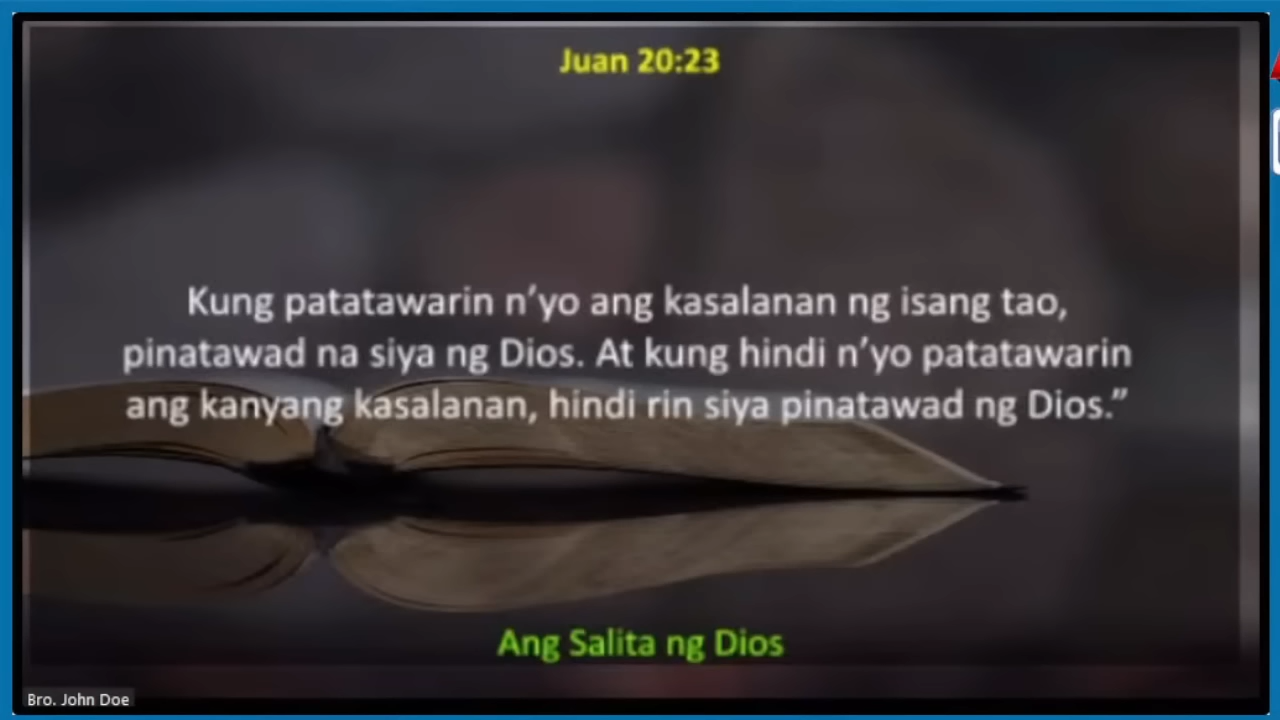 Juan 20:23
Kung patatawarin n’yo ang kasalanan ng isang tao,
pinatawad na siya ng Dios. At kung hindi n’yo patatawarin
ang kanyang kasalanan, hindi rin siya pinatawad ng Dios.”
Ang Salita ng Dios
Bro. John Doe